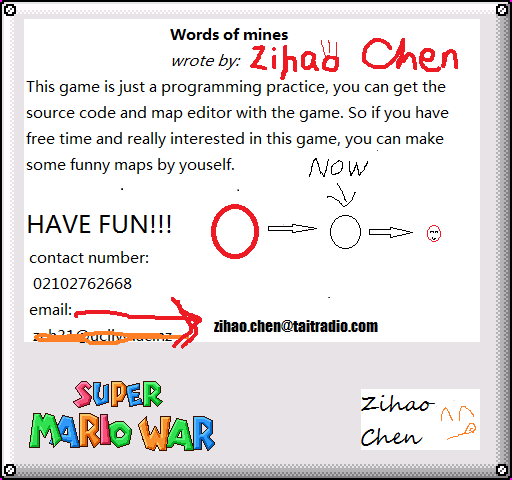 Words of mines
wrote by: Zihao Chen
This game is just a programming practice, you can get the
source code and map editor with the game. So if you have
free time and really interested in this game, you can make
some funny maps by youself.
NOW
HAVE FUN!!!
contact number:
02102762668
email:
zihao.chen@taitradio.com
SUPER
MARIO WAR
Zihao
Chen